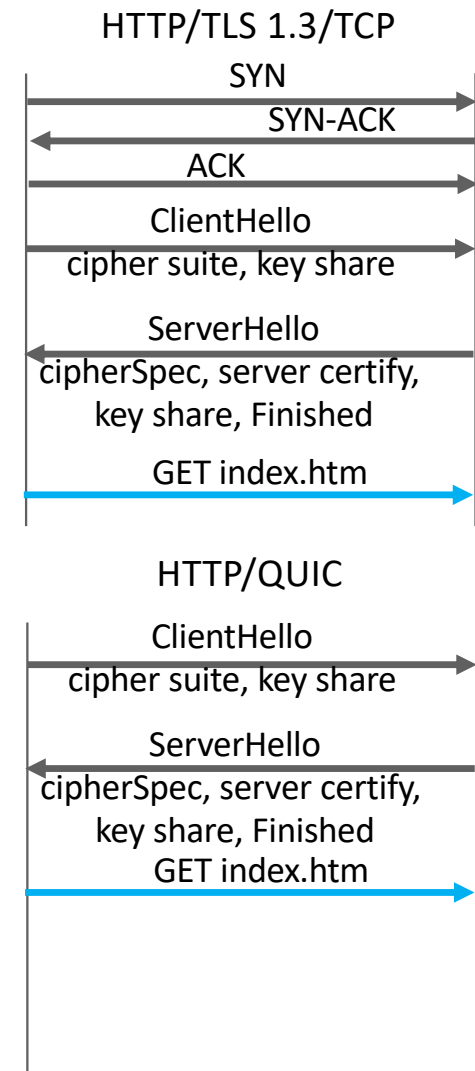 HTTP/TLS 1.3/TCP
SYN
SYN-ACK
ACK
ClientHello
cipher suite, key share
ServerHello
cipherSpec, server certify,
key share, Finished
GET index.htm
HTTP/QUIC
ClientHello
cipher suite, key share
ServerHello
cipherSpec, server certify,
key share, Finished
GET index.htm